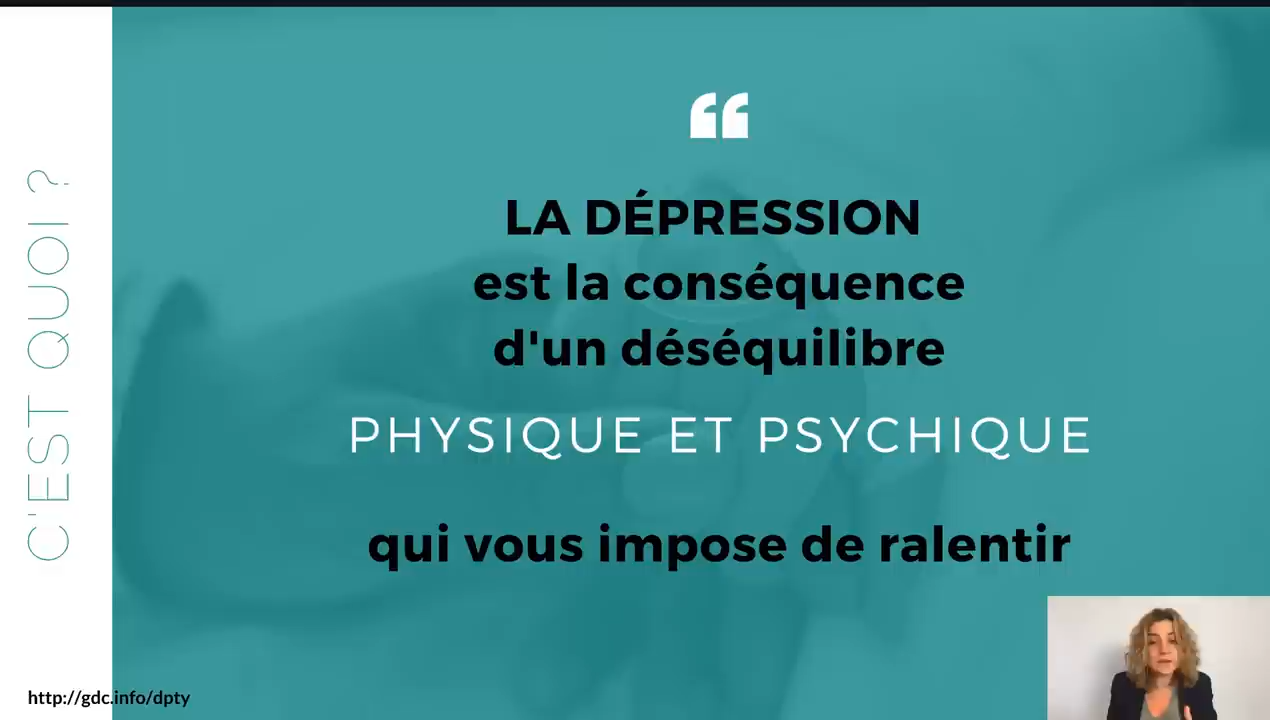 C'EST QUOI ?
“
LA DÉPRESSION
est la conséquence
d'un déséquilibre
PHYSIQUE ET PSYCHIQUE
qui vous impose de ralentir
http://gdc.info/dpty